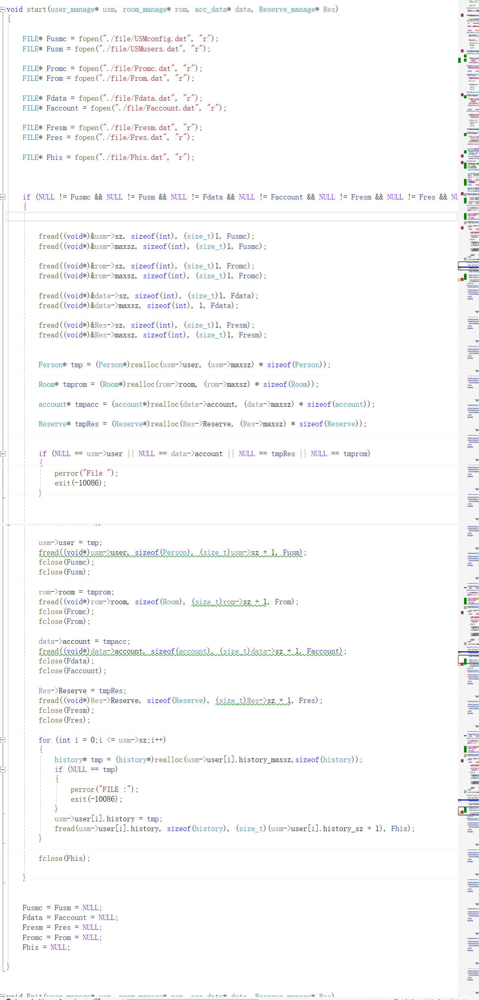 void start(user_manage* usm, room_manage* rom, acc_data* data, Reserve_manage* Res)
{
FILE* Fusmc = fopen("./file/USMconfig.dat", "r");
FILE* Fusm = fopen("./file/USMusers.dat", "r");
FILE* Fromc = fopen("./file/Fromc.dat", "r");
FILE* From = fopen("./file/From.dat", "r");
FILE* Fdata = fopen("./file/Fdata.dat", "r");
FILE* Faccount = fopen("./file/Faccount.dat", "r");
FILE* Fresm = fopen("./file/Fresm.dat", "r");
FILE* Fres = fopen("./file/Fres.dat", "r");
FILE* Fhis = fopen("./file/Fhis.dat", "r");
if (NULL != Fusmc && NULL != Fusm && NULL != Fdata && NULL != Faccount && NULL != Fresm && NULL != Fres &&
{
fread((void*)&usm->sz, sizeof(int), (size_t)1, Fusmc);
fread((void*)&usm->maxsz, sizeof(int), (size_t)1, Fusmc);
fread((void*)&rom->sz, sizeof(int), (size_t)1, Fromc);
fread((void*)&rom->maxsz, sizeof(int), (size_t)1, Fromc);
fread((void*)&data->sz, sizeof(int), (size_t)1, Fdata);
fread((void*)&data->maxsz, sizeof(int), 1, Fdata);
fread((void*)&Res->sz, sizeof(int), (size_t)1, Fresm);
fread((void*)&Res->maxsz, sizeof(int), (size_t)1, Fresm);
Person* tmp = (Person*)realloc(usm->user, (usm->maxsz) * sizeof(Person));
Room* tmprom = (Room*)realloc(rom->room, (rom->maxsz) * sizeof(Room));
account* tmpacc = (account*)realloc(data->account, (data->maxsz) * sizeof(account));
Reserve* tmpRes = (Reserve*)realloc(Res->Reserve, (Res->maxsz) * sizeof(Reserve));
if (NULL == usm->user || NULL == data->account || NULL == tmpRes || NULL == tmprom)
{
perror("File ");
exit(-10086);
}
usm->user = tmp;
fread((void*)usm->user, sizeof(Person), (size_t)usm->sz + 1, Fusm);
fclose(Fusmc);
fclose(Fusm);
rom->room = tmprom;
fread((void*)rom->room, sizeof(Room), (size_t)rom->sz + 1, From);
fclose(Fromc);
fclose(From);
data->account = tmpacc;
fread((void*)data->account, sizeof(account), (size_t)data->sz + 1, Faccount);
fclose(Fdata);
fclose(Faccount);
Res->Reserve = tmpRes;
fread((void*)Res->Reserve, sizeof(Reserve), (size_t)Res->sz + 1, Fres);
fclose(Fresm);
fclose(Fres);
for (int i = 0;i <= usm->sz;i++)
{
history* tmp = (history*)realloc(usm->user[i].history_maxsz,sizeof(history));
if (NULL == tmp)
{
perror("FILE :");
exit(-10086);
}
usm->user[i].history = tmp;
fread(usm->user[i].history, sizeof(history), (size_t)(usm->user[i].history_sz + 1), Fhis);
}
fclose(Fhis);
}
Fusmc = Fusm = NULL;
Fdata = Faccount = NULL;
Fresm = Fres = NULL;
Fromc = From = NULL;
Fhis = NULL;
}
void Exit(user_manage* usm, room_manage* rom, acc_data* data, Reserve_manage* Res)